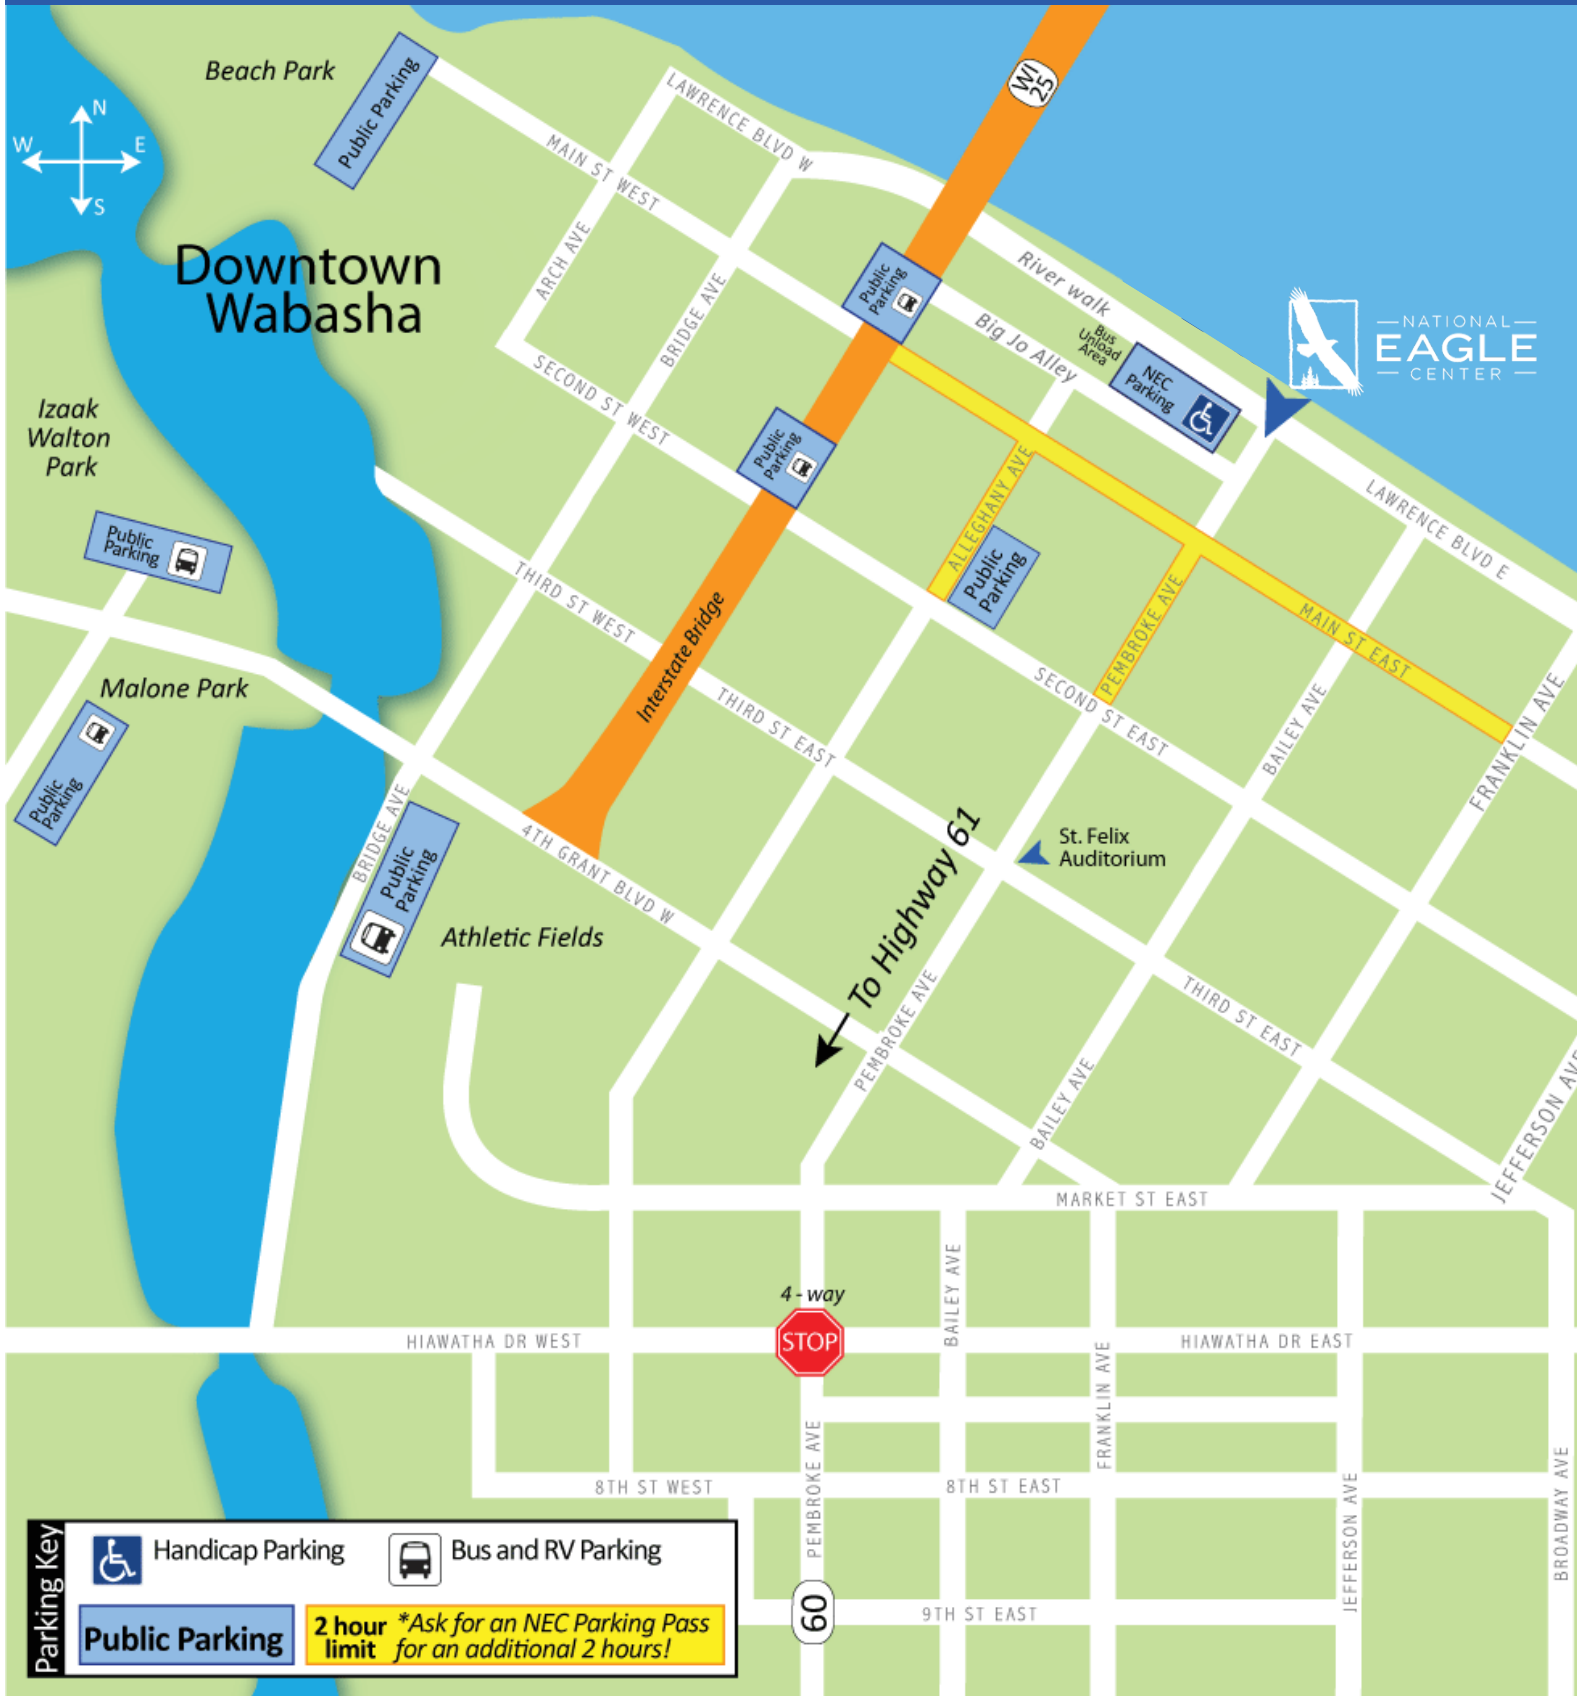 Beach Park
Public Parking
WI
25
N
W
E
S
LAWRENCE BLVD W
MAIN ST WEST
Downtown
Wabasha
ARCH AVE
BRIDGE AVE
Public
Parking
River walk
Big Jo Alley
Bus
Unload
Area
NEC
Parking
NATIONAL
EAGLE
CENTER
SECOND ST WEST
Izaak
Walton
Park
Public
Parking
ALLEGHANY AVE
LAWRENCE BLVD E
Public
Parking
Public
Parking
THIRD ST WEST
Interstate Bridge
PEMBROKE AVE
MAIN ST EAST
Malone Park
THIRD ST EAST
SECOND ST EAST
BAILEY AVE
FRANKLIN AVE
Public
Parking
BRIDGE AVE
Public
Parking
4TH GRANT BLVD W
To Highway 61
St. Felix
Auditorium
Athletic Fields
PEMBROKE AVE
THIRD ST EAST
BAILEY AVE
JEFFERSON AVE
MARKET ST EAST
4 - way
STOP
BAILEY AVE
HIAWATHA DR WEST
HIAWATHA DR EAST
FRANKLIN AVE
PEMBROKE AVE
8TH ST WEST
8TH ST EAST
JEFFERSON AVE
BROADWAY AVE
60
9TH ST EAST
Parking Key
Handicap Parking
Bus and RV Parking
Public Parking
2 hour limit
*Ask for an NEC Parking Pass
for an additional 2 hours!